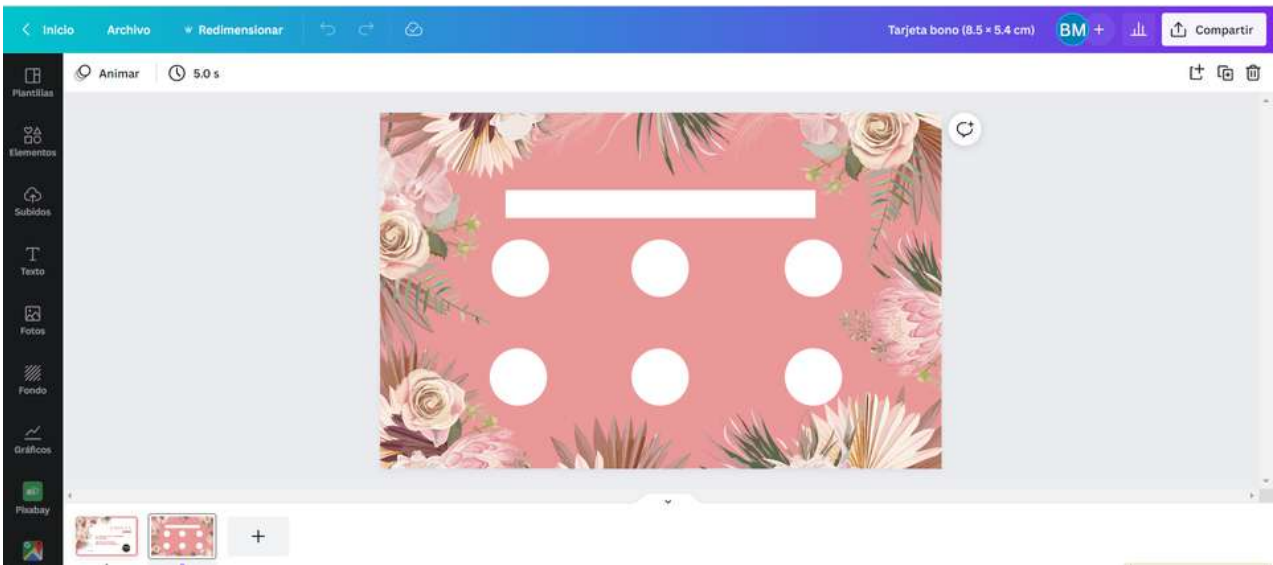 Inicio Archivo Redimensionar Tarjeta bono (8.5 × 5.4 cm) BM + Compartir
Animar 5.0 s
Plantillas
Elementos
Subidos
Texto
Fotos
Fondo
Gráficos
Pixabay